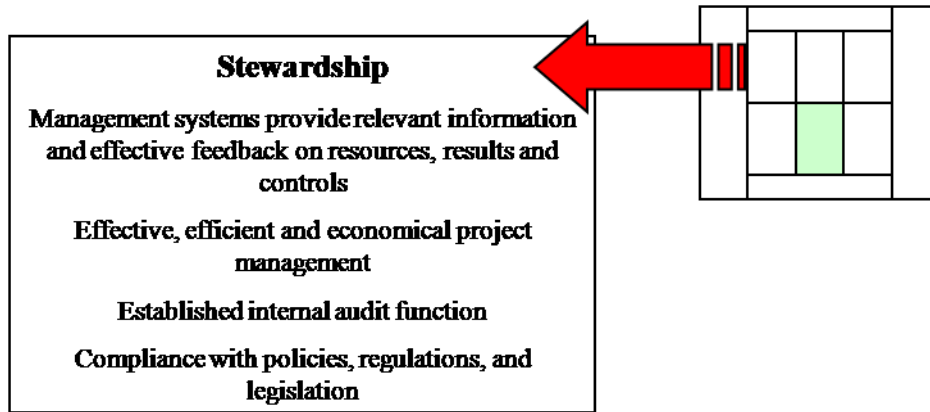 Stewardship
Management systems provide relevant information
and effective feedback on resources, results and
controls
Effective, efficient and economical project
management
Established internal audit function
Compliance with policies, regulations, and
legislation